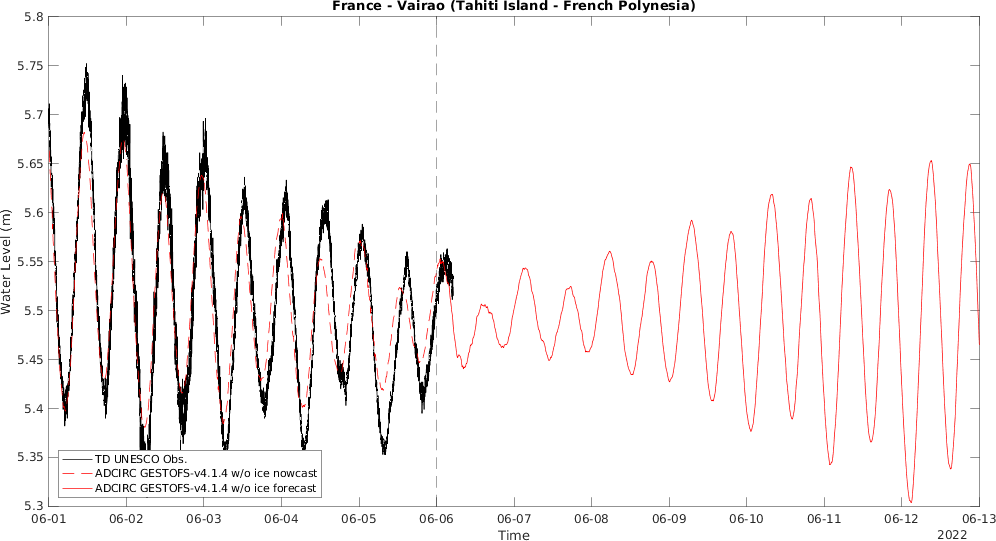 France - Vairao (Tahiti Island - French Polynesia)
5.8
5.75
5.7
5.65
5.6
5.55
5.5
5.45
5.4
5.35
5.3
Water Level (m)
TD UNESCO Obs.
ADCIRC GESTOFS-v4.1.4 w/o ice nowcast
ADCIRC GESTOFS-v4.1.4 w/o ice forecast
06-01 06-02 06-03 06-04 06-05 06-06 06-07 06-08 06-09 06-10 06-11 06-12 06-13
Time
2022